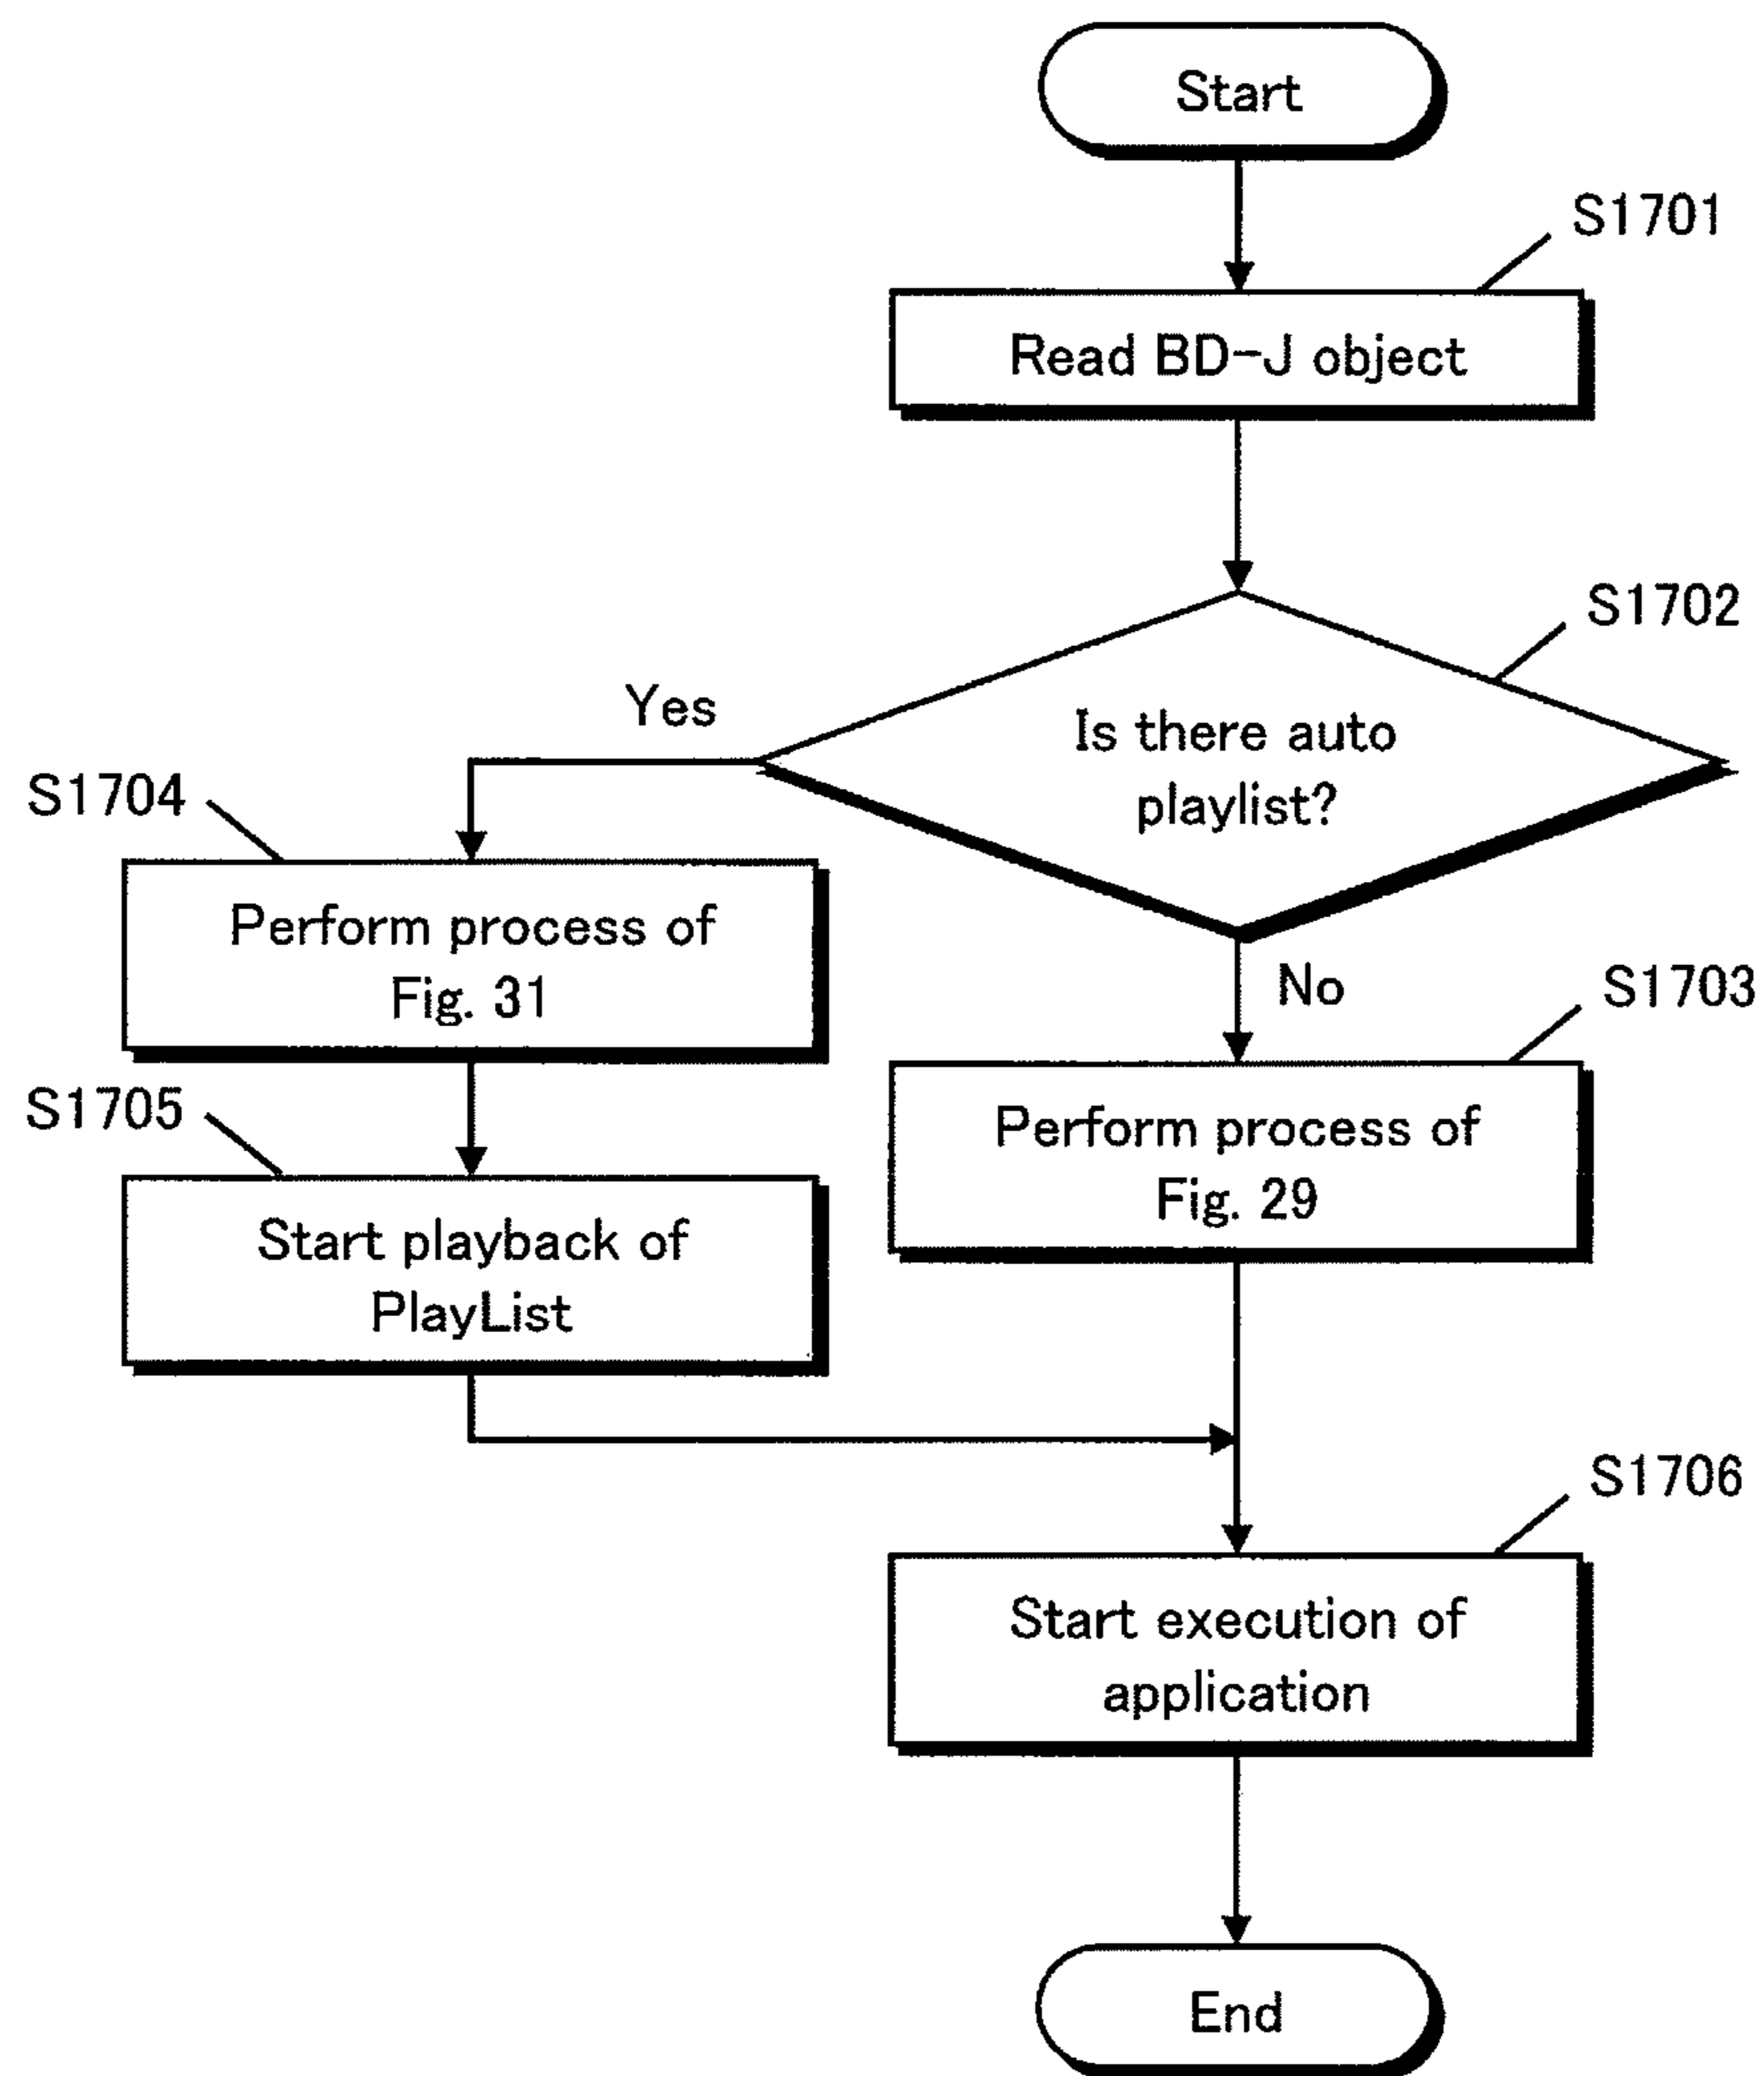 Start
S1701
Read BD-J object
S1702
Yes
Is there auto
playlist?
S1704
Perform process of
Fig. 31
No
S1703
S1705
Perform process of
Fig. 29
Start playback of
PlayList
S1706
Start execution of
application
End